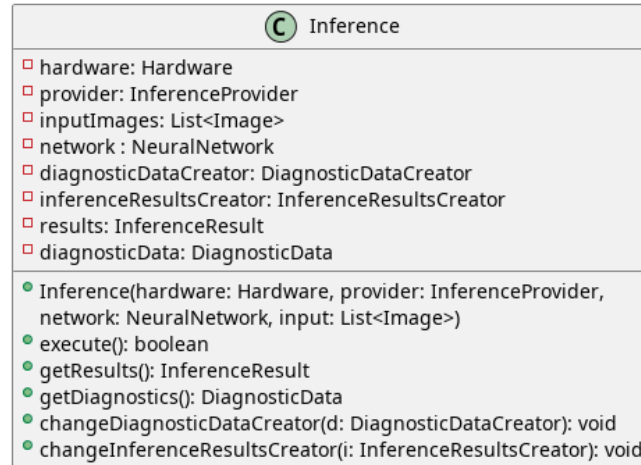 C Inference
hardware: Hardware
provider: InferenceProvider
inputImages: List<Image>
network : NeuralNetwork
diagnosticDataCreator: DiagnosticDataCreator
inferenceResultsCreator: InferenceResultsCreator
results: InferenceResult
diagnosticData: DiagnosticData
Inference(hardware: Hardware, provider: InferenceProvider,
network: NeuralNetwork, input: List<Image>)
execute(): boolean
getResults(): InferenceResult
getDiagnostics(): DiagnosticData
changeDiagnosticDataCreator(d: DiagnosticDataCreator): void
changeInferenceResultsCreator(i: InferenceResultsCreator): void